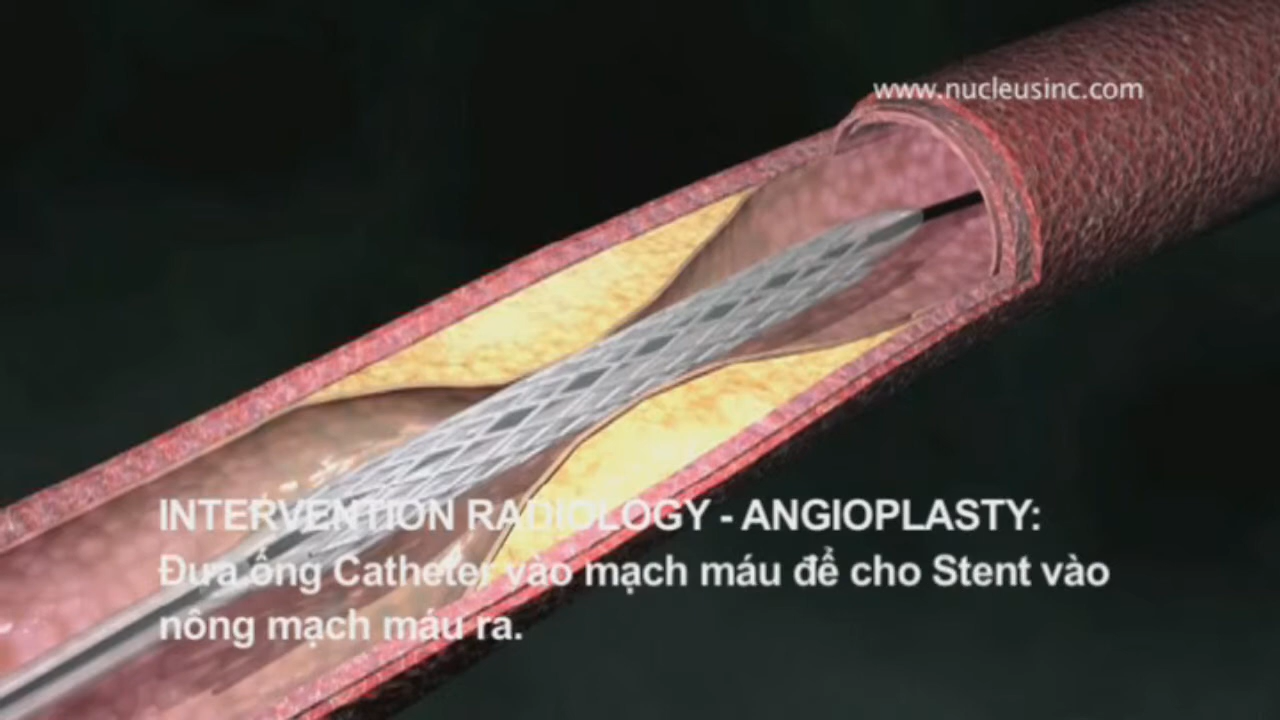 www.nucleusinc.com
INTERVENTION RADIOLOGY - ANGIOPLASTY:
Đưa ống Catheter vào mạch máu để cho Stent vào
nông mạch máu ra.